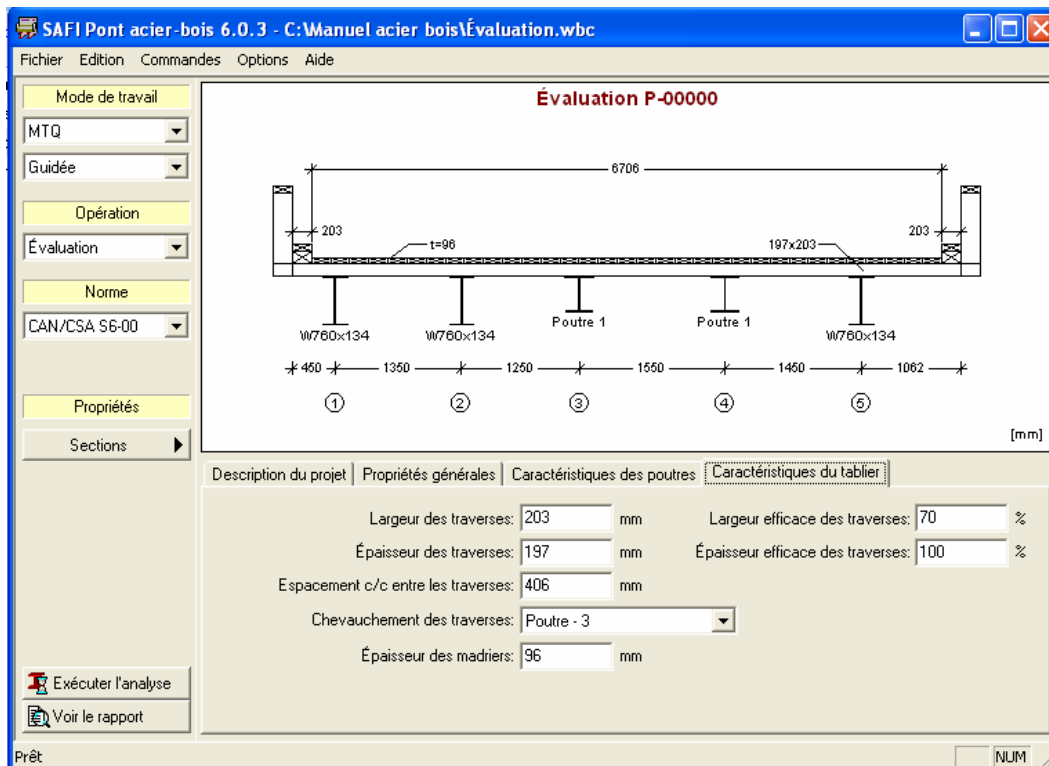 SAFI Pont acier-bois 6.0.3 - C:\Manuel acier bois\Évaluation.wbc
Fichier Edition Commandes Options Aide
Mode de travail
MTQ
Guidée
Opération
Évaluation
Norme
CAN/CSA S6-00
Propriétés
Sections
Exécuter l'analyse
Voir le rapport
Évaluation P-00000
6706
203
t=96
197x203
203
W760x134
W760x134
Poutre 1
Poutre 1
W760x134
450 1350 1250 1550 1450 1062
1 2 3 4 5
[mm]
Description du projet Propriétés générales Caractéristiques des poutres Caractéristiques du tablier
Largeur des traverses: 203 mm Largeur efficace des traverses: 70 %
Épaisseur des traverses: 197 mm Épaisseur efficace des traverses: 100 %
Espacement c/c entre les traverses: 406 mm
Chevauchement des traverses: Poutre - 3
Épaisseur des madriers: 96 mm
Prêt NUM